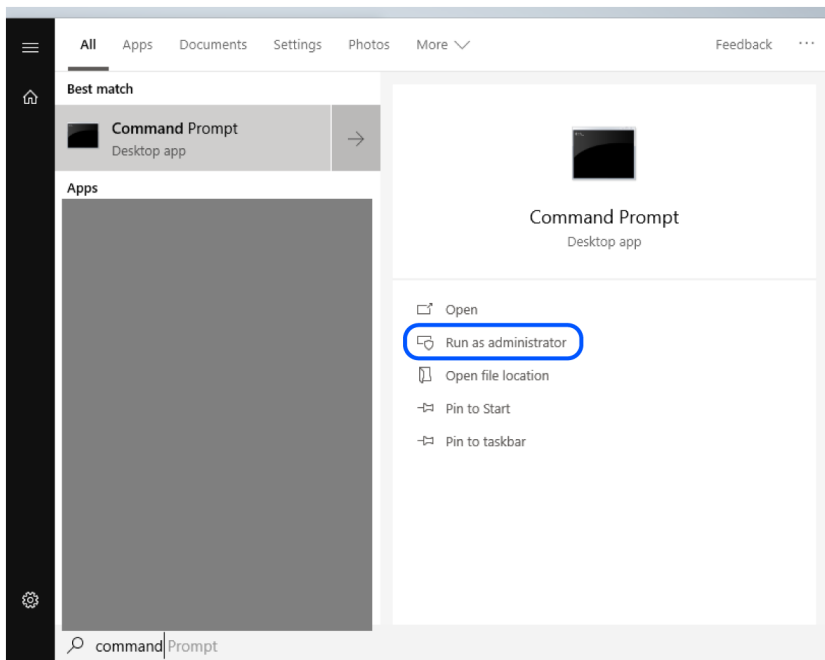 All Apps Documents Settings Photos More Feedback ...
Best match
Command Prompt
Desktop app
Apps
Command Prompt
Desktop app
Open
Run as administrator
Open file location
Pin to Start
Pin to taskbar
command Prompt